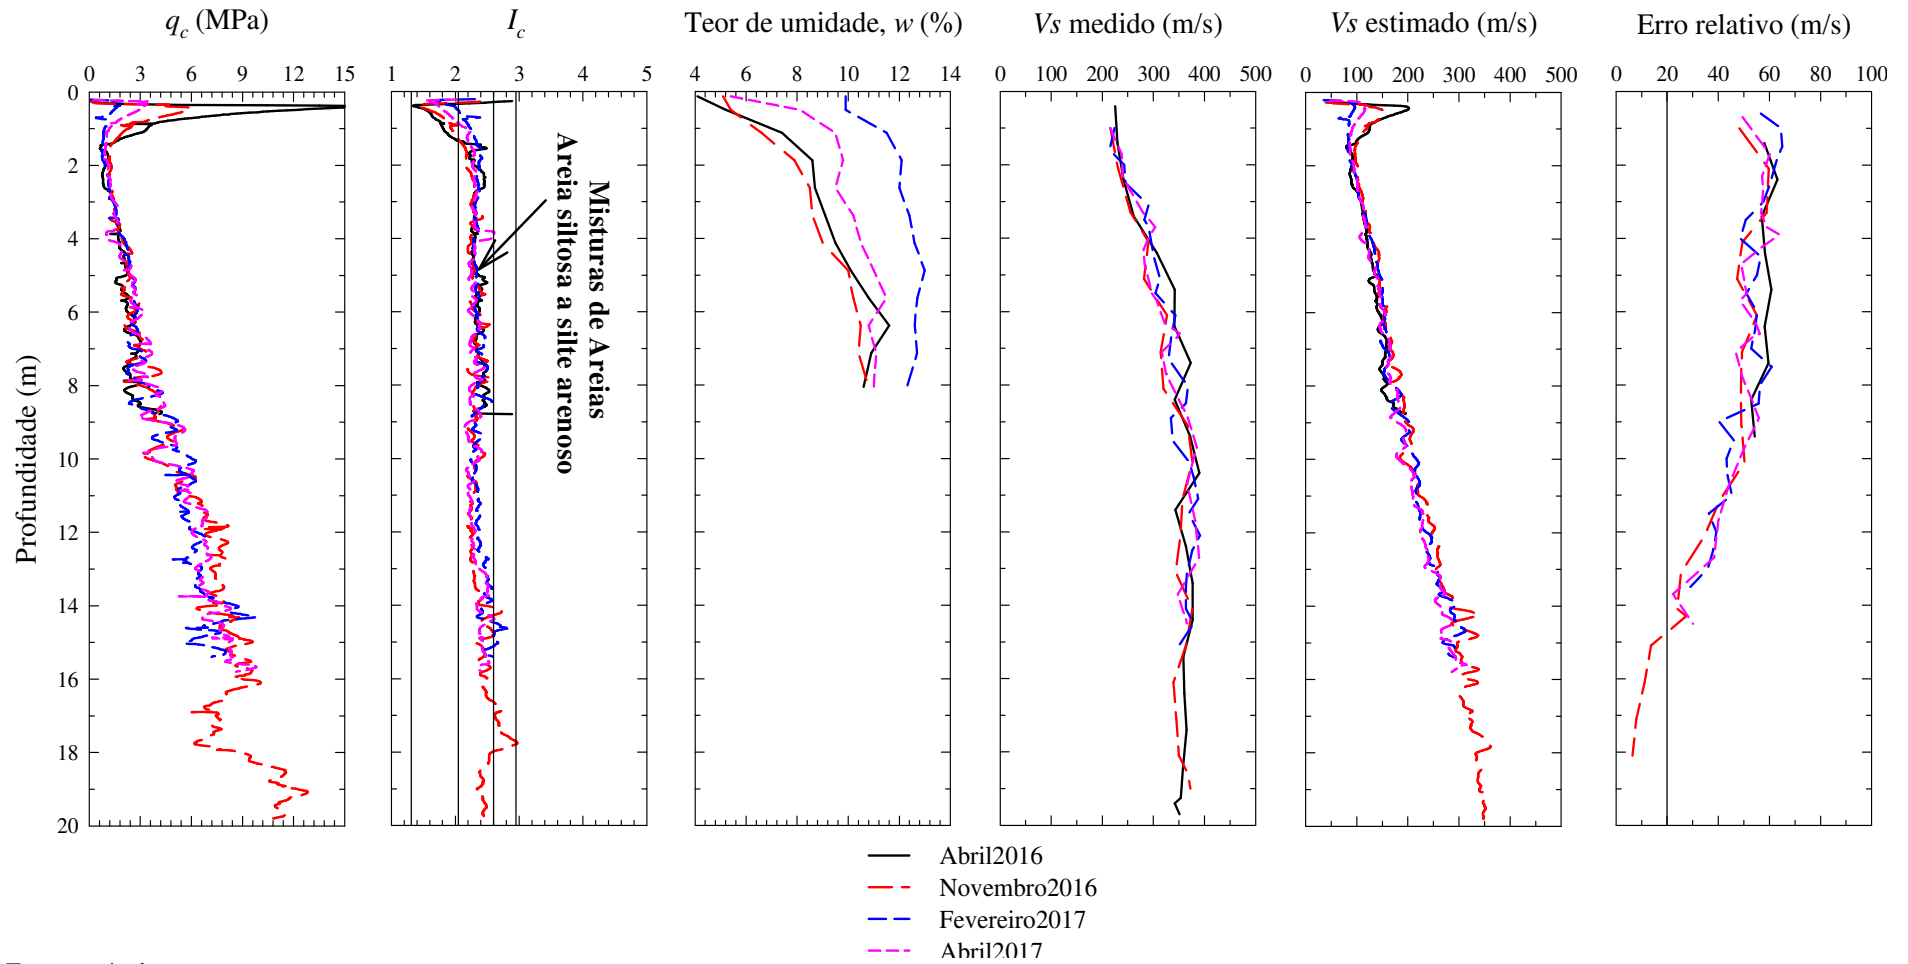 q_c (MPa)
I_c
Teor de umidade, w (%)
Vs medido (m/s)
Vs estimado (m/s)
Erro relativo (m/s)
0 3 6 9 12 15
1 2 3 4 5
4 6 8 10 12 14
0 100 200 300 400 500
0 100 200 300 400 500
0 20 40 60 80 100
0
2
4
6
8
10
12
14
16
18
20
Profundidade (m)
Misturas de Areias
Areia siltosa a silte arenoso
Abril2016
Novembro2016
Fevereiro2017
Abril2017